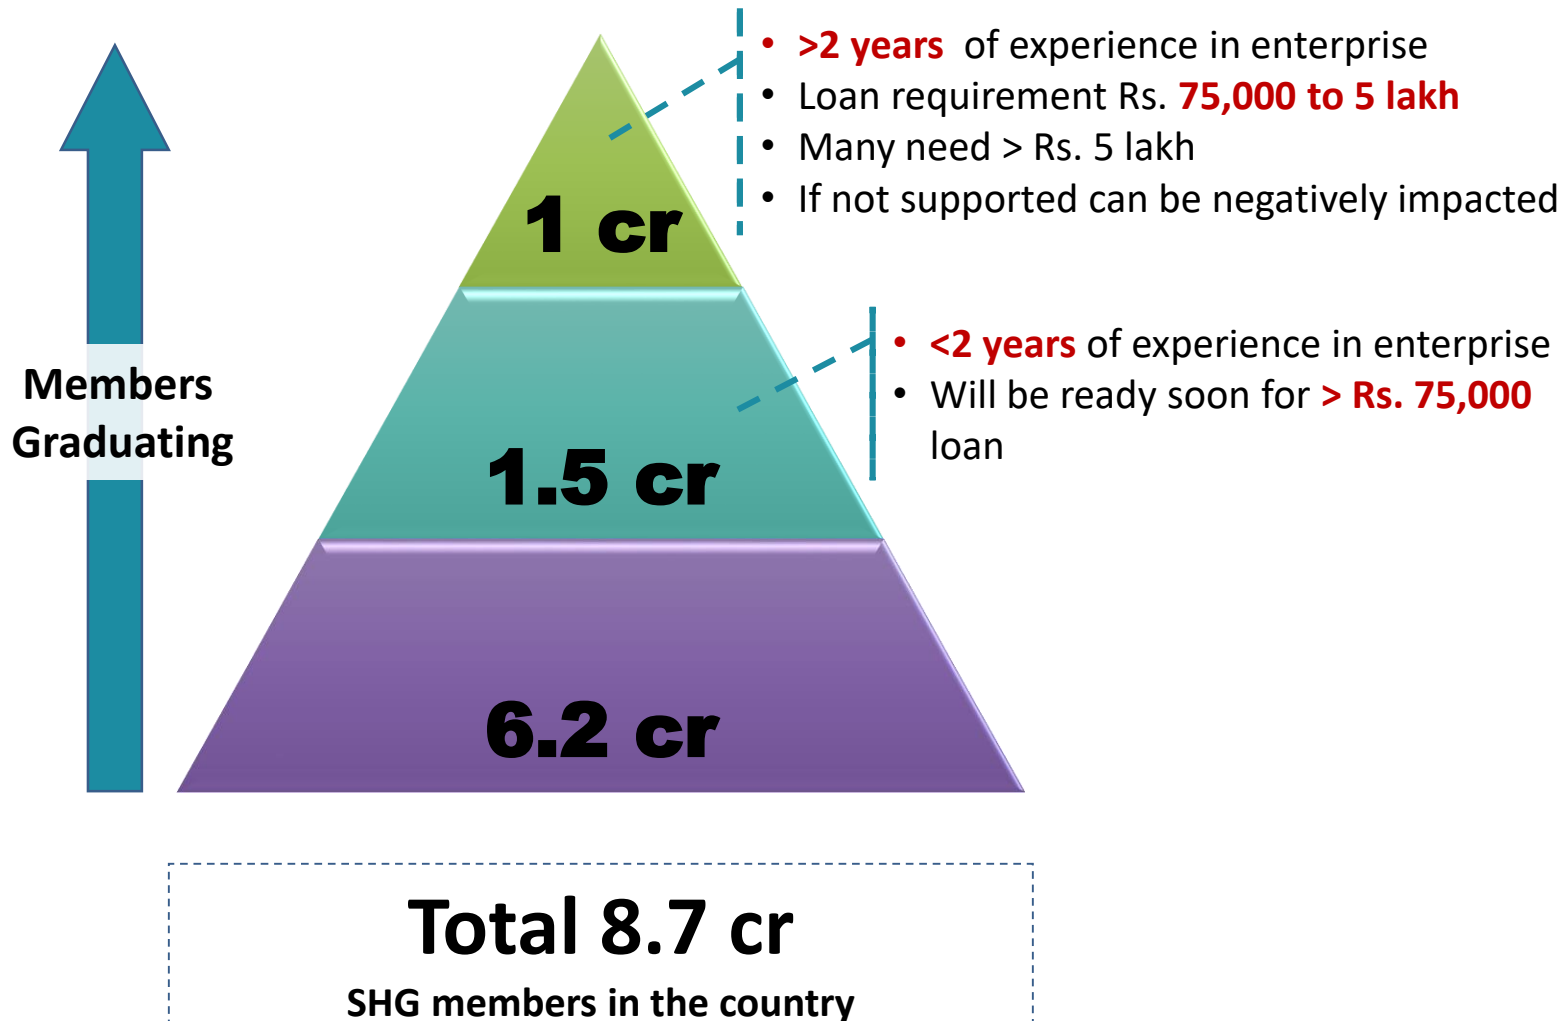 • >2 years of experience in enterprise
• Loan requirement Rs. 75,000 to 5 lakh
• Many need > Rs. 5 lakh
• If not supported can be negatively impacted
1 cr
• <2 years of experience in enterprise
• Will be ready soon for > Rs. 75,000
loan
Members
Graduating
1.5 cr
6.2 cr
Total 8.7 cr
SHG members in the country